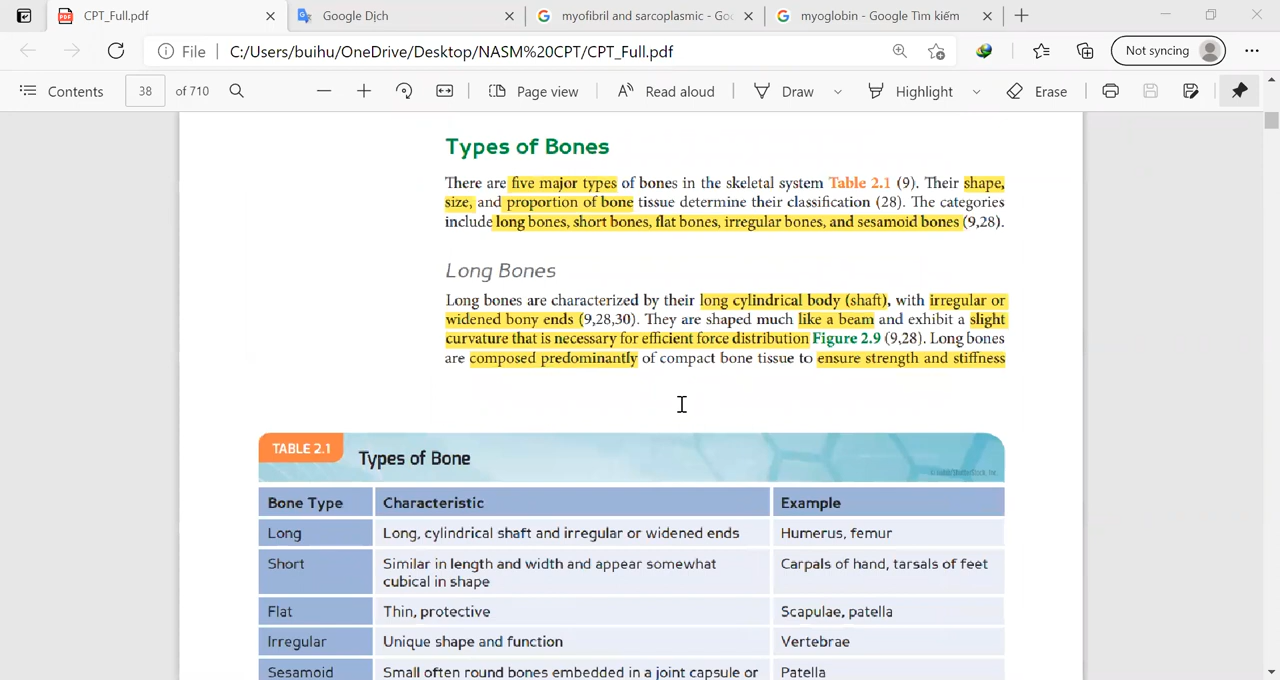 CPT_Full.pdf
Google Dịch
myofibril and sarcoplasmic - Goo
myoglobin - Google Tìm kiếm
File C:/Users/buihu/OneDrive/Desktop/NASM%20CPT/CPT_Full.pdf Not syncing
Contents 38 of 710 Page view Read aloud Draw Highlight Erase
Types of Bones
There are five major types of bones in the skeletal system Table 2.1 (9). Their shape,
size, and proportion of bone tissue determine their classification (28). The categories
include long bones, short bones, flat bones, irregular bones, and sesamoid bones (9,28).
Long Bones
Long bones are characterized by their long cylindrical body (shaft), with irregular or
widened bony ends (9,28,30). They are shaped much like a beam and exhibit a slight
curvature that is necessary for efficient force distribution Figure 2.9 (9,28). Long bones
are composed predominantly of compact bone tissue to ensure strength and stiffness
TABLE 2.1 Types of Bone
Bone Type Characteristic Example
Long Long, cylindrical shaft and irregular or widened ends Humerus, femur
Short Similar in length and width and appear somewhat Carpals of hand, tarsals of feet
cubical in shape
Flat Thin, protective Scapulae, patella
Irregular Unique shape and function Vertebrae
Sesamoid Small often round bones embedded in a joint capsule or Patella